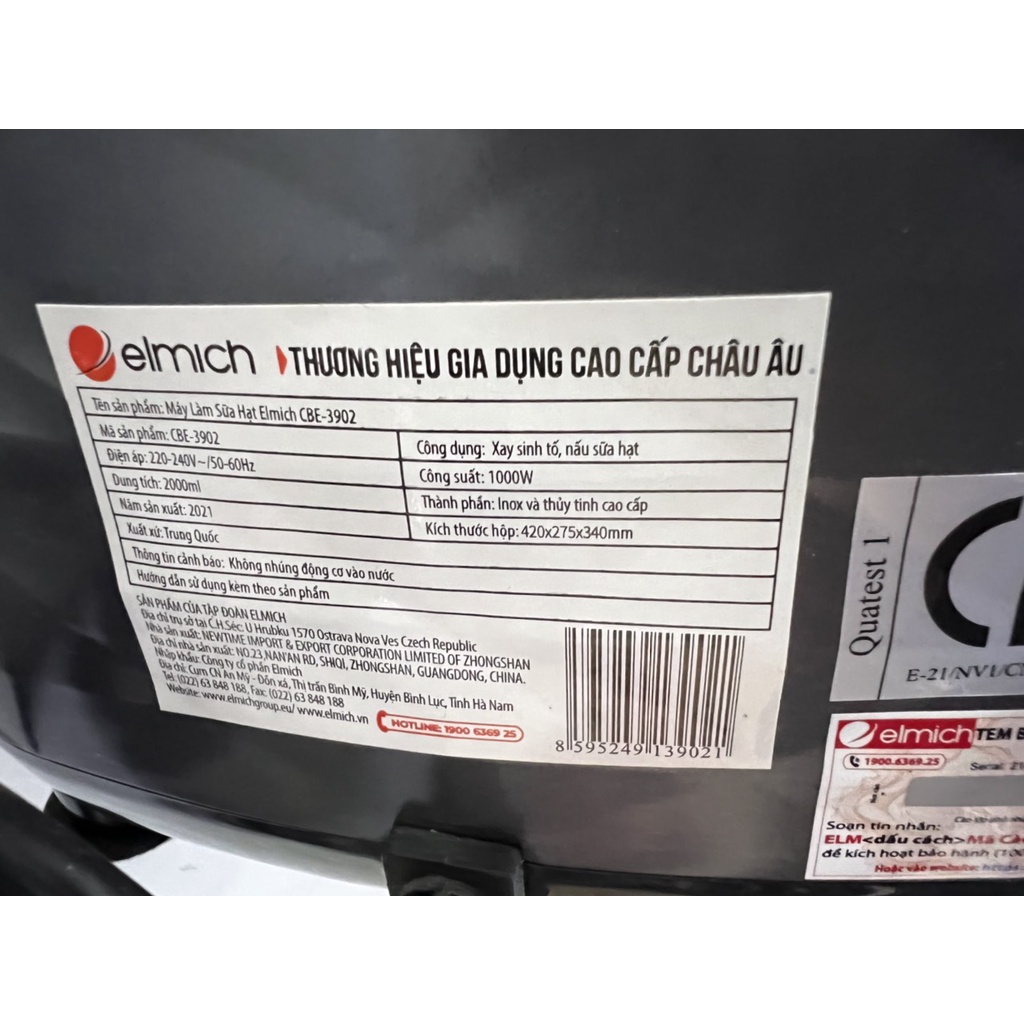 elmich THƯƠNG HIỆU GIA DỤNG CAO CẤP CHÂU ÂU
Tên sản phẩm: Máy Làm Sữa Hạt Elmich CBE-3902
Mã sản phẩm: CBE-3902
Công dụng: Xay sinh tố, nấu sữa hạt
Điện áp: 220-240V~/50-60Hz
Công suất: 1000W
Dung tích: 2000ml
Thành phần: Inox và thủy tinh cao cấp
Năm sản xuất: 2021
Kích thước hộp: 420x275x340mm
Xuất xứ: Trung Quốc
Thông tin cảnh báo: Không nhúng động cơ vào nước
Hướng dẫn sử dụng kèm theo sản phẩm
SẢN PHẨM CỦA TẬP ĐOÀN ELMICH
Địa chỉ trụ sở tại C.H.Séc: U Hrubku 1570 Ostrava Nova Ves Czech Republic
Nhà sản xuất: NEWTIME IMPORT & EXPORT CORPORATION LIMITED OF ZHONGSHAN
Địa chỉ nhà sản xuất: NO.23 NAN'AN RD, SHIQI, ZHONGSHAN, GUANGDONG, CHINA.
Nhập khẩu: Công ty cổ phần Elmich
Địa chỉ: Cụm CN An Mỹ - Đồn xá, Thị trấn Bình Mỹ, Huyện Bình Lục, Tỉnh Hà Nam
Tel: (022) 63 848 188, Fax: (022) 63 848 188
Website: www.elmichgroup.eu/ www.elmich.vn
HOTLINE: 1900 6369 25
8 595249 139021
Quatest 1
E-21/NV1/
elmich TEM
1900.6369.25
Serial: 21
Soạn tin nhắn:
ELM<dấu cách>Mã
để kích hoạt bảo hành (100
Hoặc vào website: